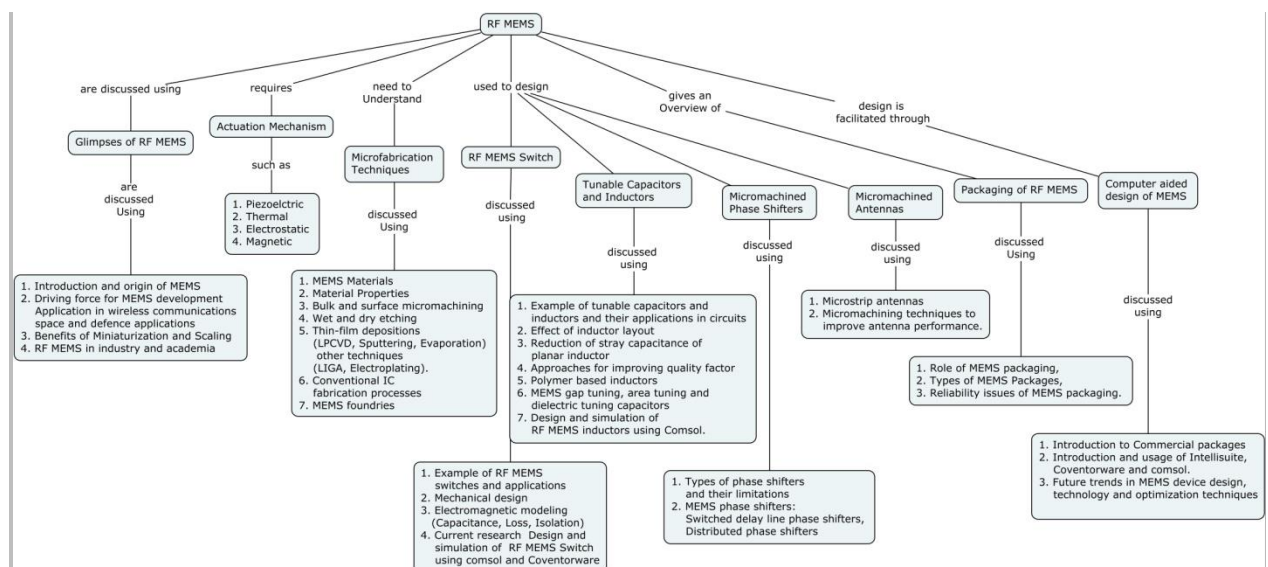 RF MEMS
are discussed using
requires
need to
Understand
used to design
gives an
Overview of
design is
facilitated through
Glimpses of RF MEMS
are
discussed
Using
1. Introduction and origin of MEMS
2. Driving force for MEMS development
Application in wireless communications
space and defence applications
3. Benefits of Miniaturization and Scaling
4. RF MEMS in industry and academia
Actuation Mechanism
such as
1. Piezoelctric
2. Thermal
3. Electrostatic
4. Magnetic
Microfabrication
Techniques
discussed
Using
1. MEMS Materials
2. Material Properties
3. Bulk and surface micromachining
4. Wet and dry etching
5. Thin-film depositions
(LPCVD, Sputtering, Evaporation)
other techniques
(LIGA, Electroplating).
6. Conventional IC
fabrication processes
7. MEMS foundries
RF MEMS Switch
discussed
using
1. Example of RF MEMS
switches and applications
2. Mechanical design
3. Electromagnetic modeling
(Capacitance, Loss, Isolation)
4. Current research Design and
simulation of RF MEMS Switch
using comsol and Coventorware
Tunable Capacitors
and Inductors
discussed
using
1. Example of tunable capacitors and
inductors and their applications in circuits
2. Effect of inductor layout
3. Reduction of stray capacitance of
planar inductor
4. Approaches for improving quality factor
5. Polymer based inductors
6. MEMS gap tuning, area tuning and
dielectric tuning capacitors
7. Design and simulation of
RF MEMS inductors using Comsol.
Micromachined
Phase Shifters
discussed
using
1. Types of phase shifters
and their limitations
2. MEMS phase shifters:
Switched delay line phase shifters,
Distributed phase shifters
Micromachined
Antennas
discussed
using
1. Microstrip antennas
2. Micromachining techniques to
improve antenna performance.
Packaging of RF MEMS
discussed
Using
1. Role of MEMS packaging,
2. Types of MEMS Packages,
3. Reliability issues of MEMS packaging.
Computer aided
design of MEMS
discussed
using
1. Introduction to Commercial packages
2. Introduction and usage of Intellisuite,
Coventorware and comsol.
3. Future trends in MEMS device design,
technology and optimization techniques